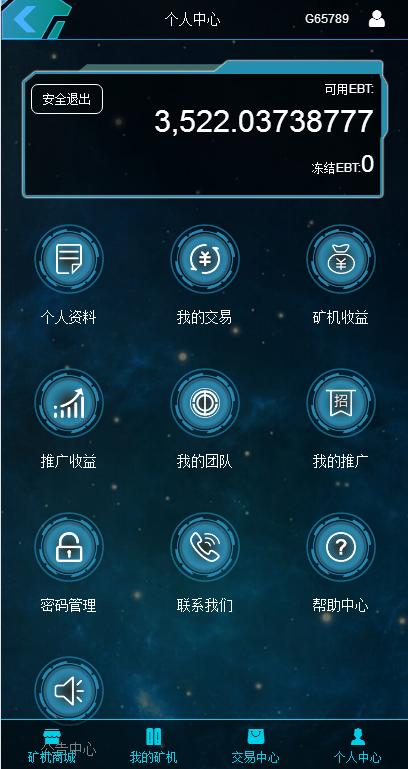 个人中心
G65789
安全退出
可用EBT:
3,522.03738777
冻结EBT:0
个人资料
我的交易
矿机收益
推广收益
我的团队
招
我的推广
密码管理
联系我们
帮助中心
公告中心
矿机商城
我的矿机
交易中心
个人中心